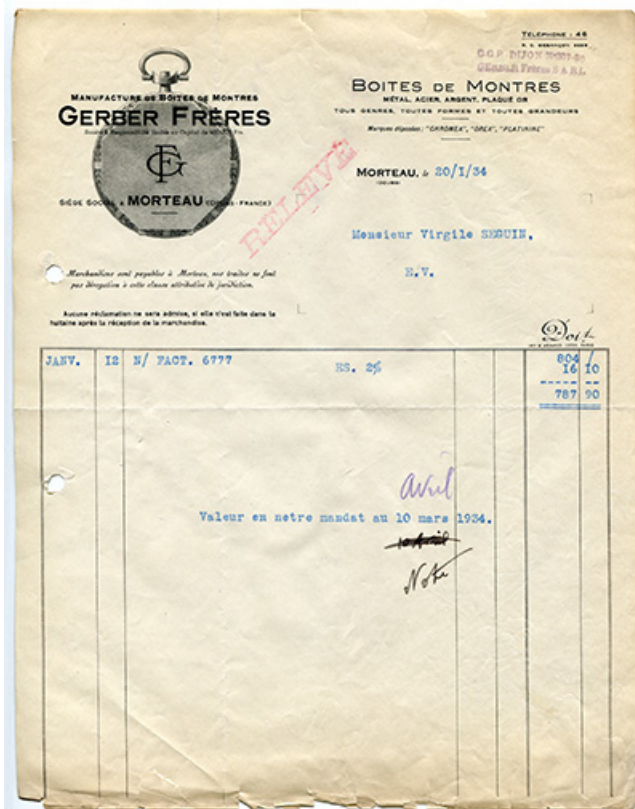 TÉLÉPHONE : 46
GERBER Frères S.A.R.L.
MANUFACTURE DE BOITES DE MONTRES
GERBER FRÈRES
GF
SIÈGE SOCIAL à MORTEAU (DOUBS-FRANCE)
BOITES DE MONTRES
MÉTAL, ACIER, ARGENT, PLAQUÉ OR
TOUS GENRES, TOUTES FORMES ET TOUTES GRANDEURS
Marques déposées : "CHROMEX", "OREX", "PLATINIRE"
RELEVÉ
MORTEAU, le 20/1/34
(DOUBS)
Monsieur Virgile SEGUIN,
E.V.
Marchandises sont payables à Morteau, nos traites ne font
pas dérogation à cette clause attributive de juridiction.
Aucune réclamation ne sera admise, si elle n'est faite dans la
huitaine après la réception de la marchandise.
Doit
JANV. 12 N/ FACT. 6777 804 /
ES. 2% 16 10
787 90
avril
Valeur en notre mandat au 10 mars 1934.
Note